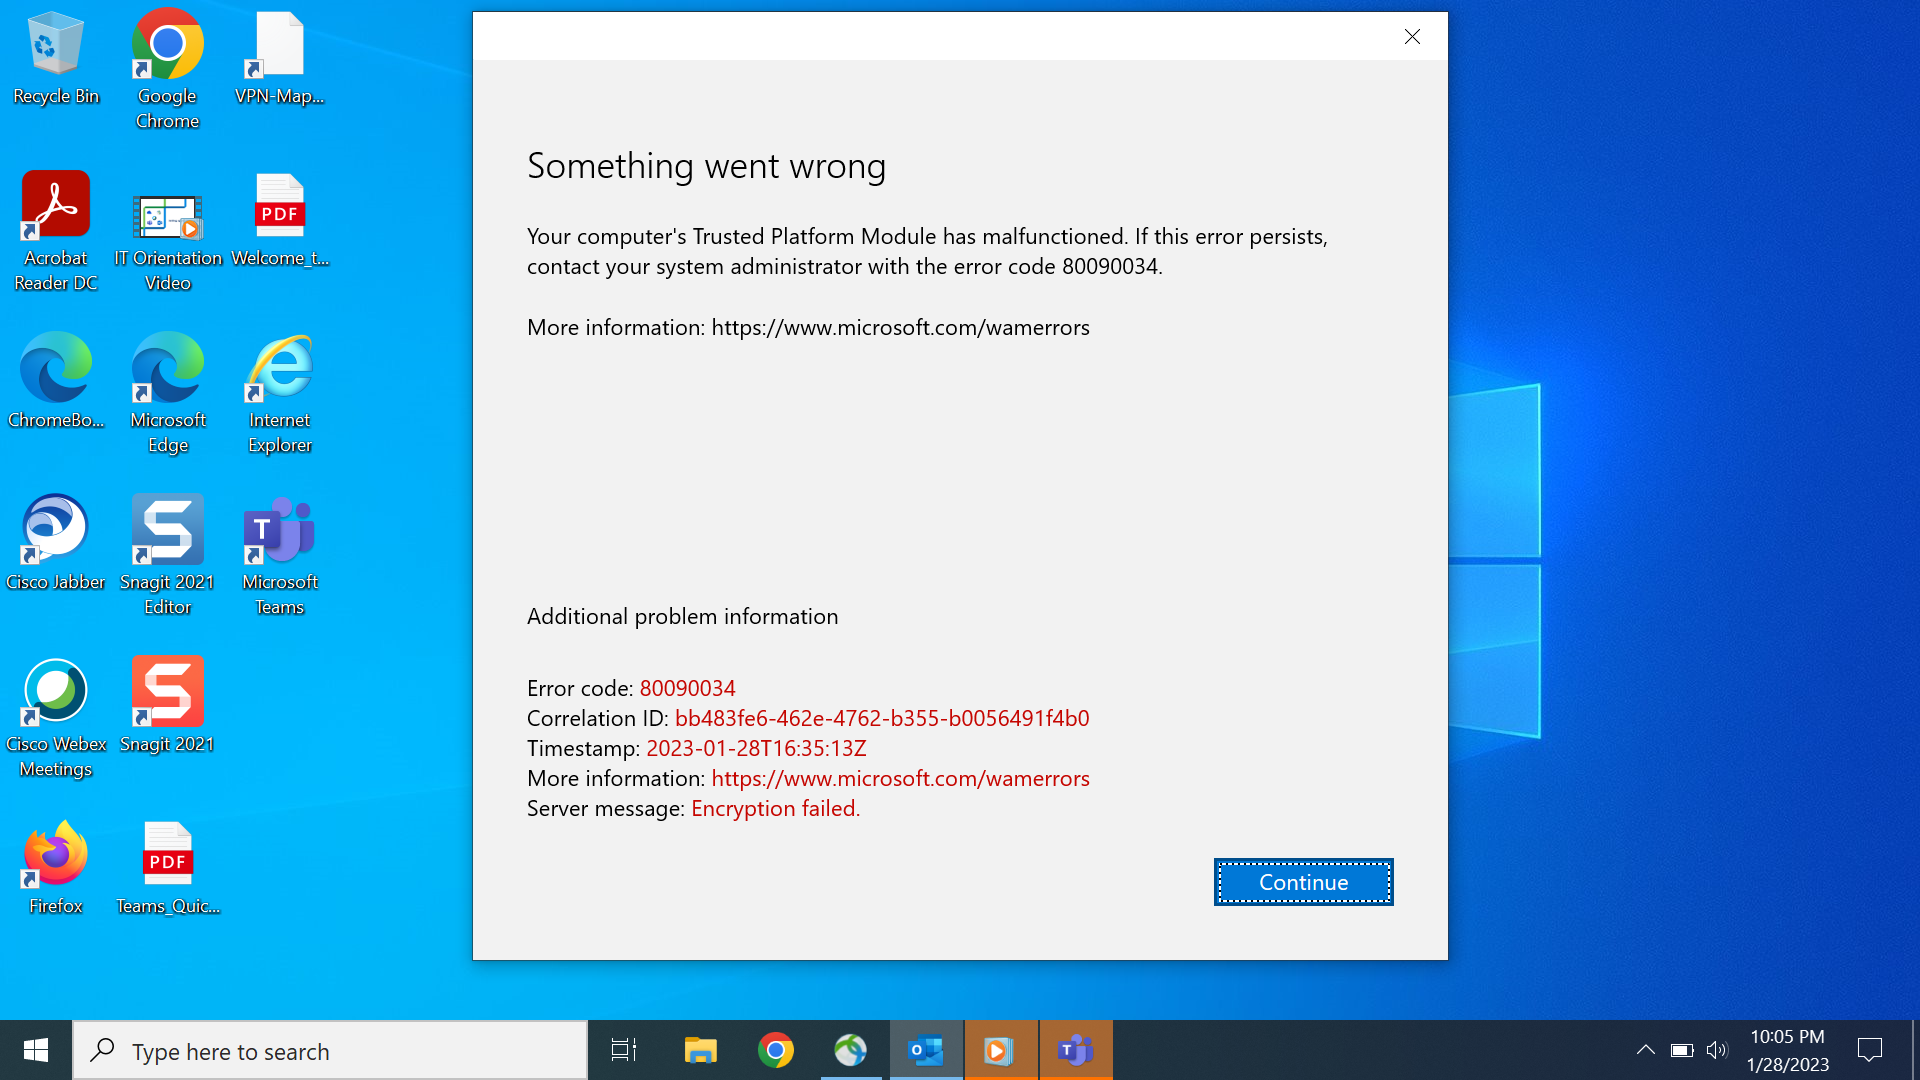 Recycle Bin
Google
Chrome
VPN-Map...
Acrobat
Reader DC
IT Orientation
Video
PDF
Welcome_t...
ChromeBo...
Microsoft
Edge
Internet
Explorer
Cisco Jabber
Snagit 2021
Editor
T
Microsoft
Teams
Cisco Webex
Meetings
Snagit 2021
Firefox
PDF
Teams_Quic...
Something went wrong
Your computer's Trusted Platform Module has malfunctioned. If this error persists,
contact your system administrator with the error code 80090034.
More information: https://www.microsoft.com/wamerrors
Additional problem information
Error code: 80090034
Correlation ID: bb483fe6-462e-4762-b355-b0056491f4b0
Timestamp: 2023-01-28T16:35:13Z
More information: https://www.microsoft.com/wamerrors
Server message: Encryption failed.
Continue
Type here to search
10:05 PM
1/28/2023